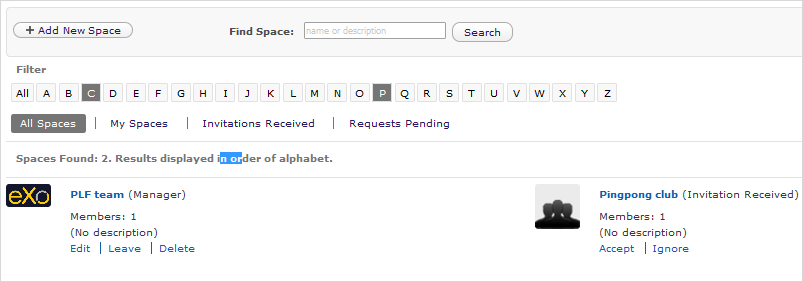 + Add New Space
Find Space: name or description Search
Filter
All A B C D E F G H I J K L M N O P Q R S T U V W X Y Z
All Spaces | My Spaces | Invitations Received | Requests Pending
Spaces Found: 2. Results displayed in order of alphabet.
eXo
PLF team (Manager)
Members: 1
(No description)
Edit | Leave | Delete
Pingpong club (Invitation Received)
Members: 1
(No description)
Accept | Ignore